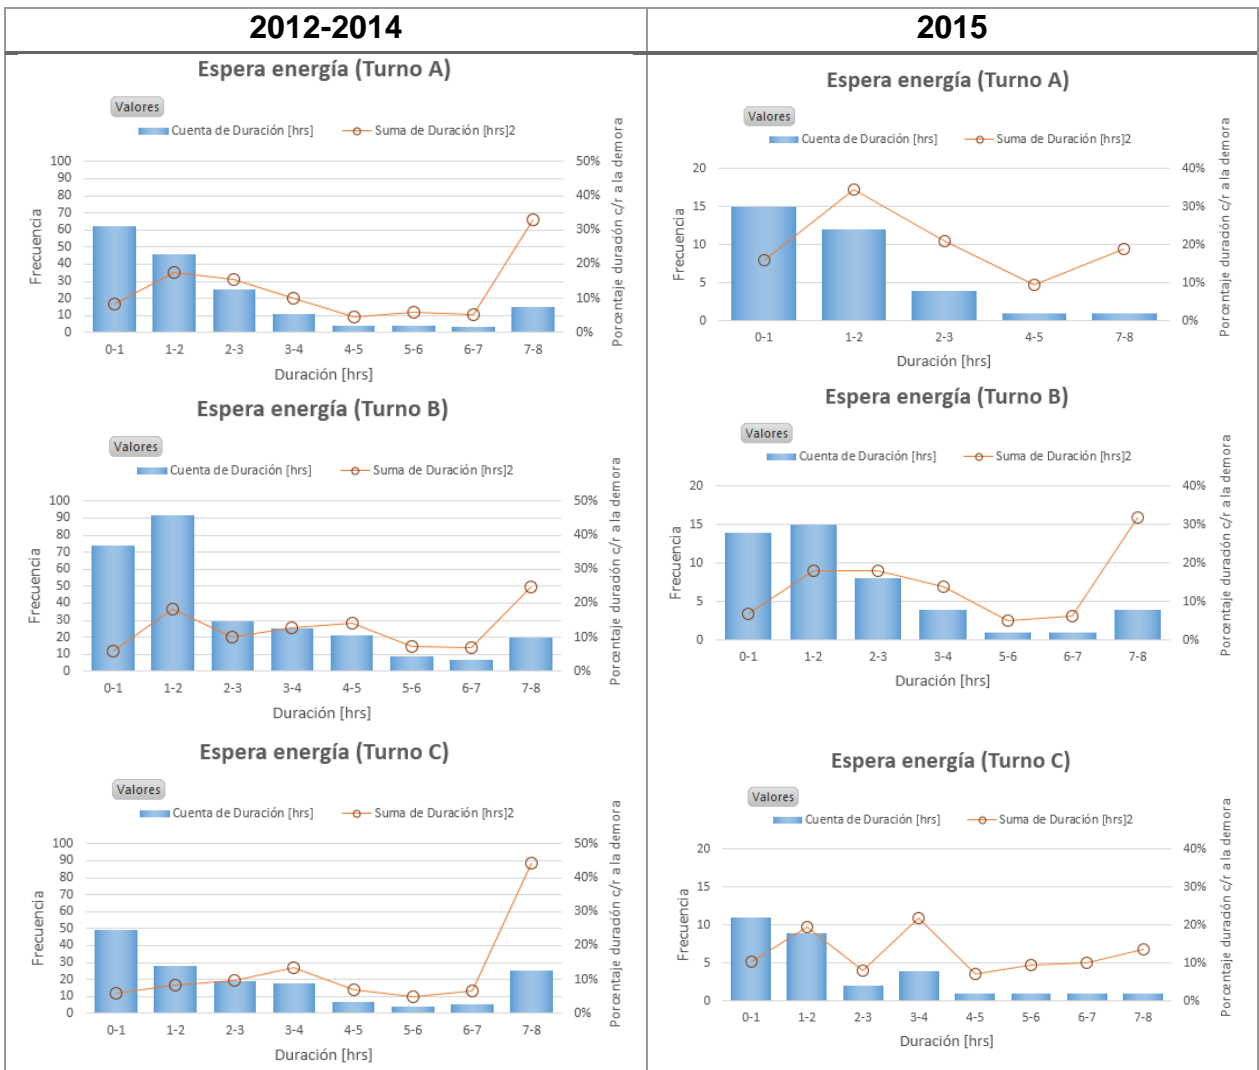 2012-2014
2015
Espera energía (Turno A)
Valores
Cuenta de Duración [hrs]
Suma de Duración [hrs]2
100
90
80
70
60
50
40
30
20
10
0
50%
40%
30%
20%
10%
0%
Frecuencia
Porcentaje duración c/r a la demora
0-1 1-2 2-3 3-4 4-5 5-6 6-7 7-8
Duración [hrs]
Espera energía (Turno B)
Valores
Cuenta de Duración [hrs]
Suma de Duración [hrs]2
100
90
80
70
60
50
40
30
20
10
0
50%
40%
30%
20%
10%
0%
Frecuencia
Porcentaje duración c/r a la demora
0-1 1-2 2-3 3-4 4-5 5-6 6-7 7-8
Duración [hrs]
Espera energía (Turno C)
Valores
Cuenta de Duración [hrs]
Suma de Duración [hrs]2
100
90
80
70
60
50
40
30
20
10
0
50%
40%
30%
20%
10%
0%
Frecuencia
Porcentaje duración c/r a la demora
0-1 1-2 2-3 3-4 4-5 5-6 6-7 7-8
Duración [hrs]
Espera energía (Turno A)
Valores
Cuenta de Duración [hrs]
Suma de Duración [hrs]2
20
15
10
5
0
40%
30%
20%
10%
0%
Frecuencia
Porcentaje duración c/r a la demora
0-1 1-2 2-3 4-5 7-8
Duración [hrs]
Espera energía (Turno B)
Valores
Cuenta de Duración [hrs]
Suma de Duración [hrs]2
20
15
10
5
0
40%
30%
20%
10%
0%
Frecuencia
Porcentaje duración c/r a la demora
0-1 1-2 2-3 3-4 5-6 6-7 7-8
Duración [hrs]
Espera energía (Turno C)
Valores
Cuenta de Duración [hrs]
Suma de Duración [hrs]2
20
15
10
5
0
40%
30%
20%
10%
0%
Frecuencia
Porcentaje duración c/r a la demora
0-1 1-2 2-3 3-4 4-5 5-6 6-7 7-8
Duración [hrs]